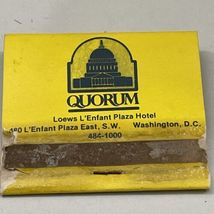 QUORUM
Loews L'Enfant Plaza Hotel
480 L'Enfant Plaza East, S.W. Washington, D.C.
484-1000